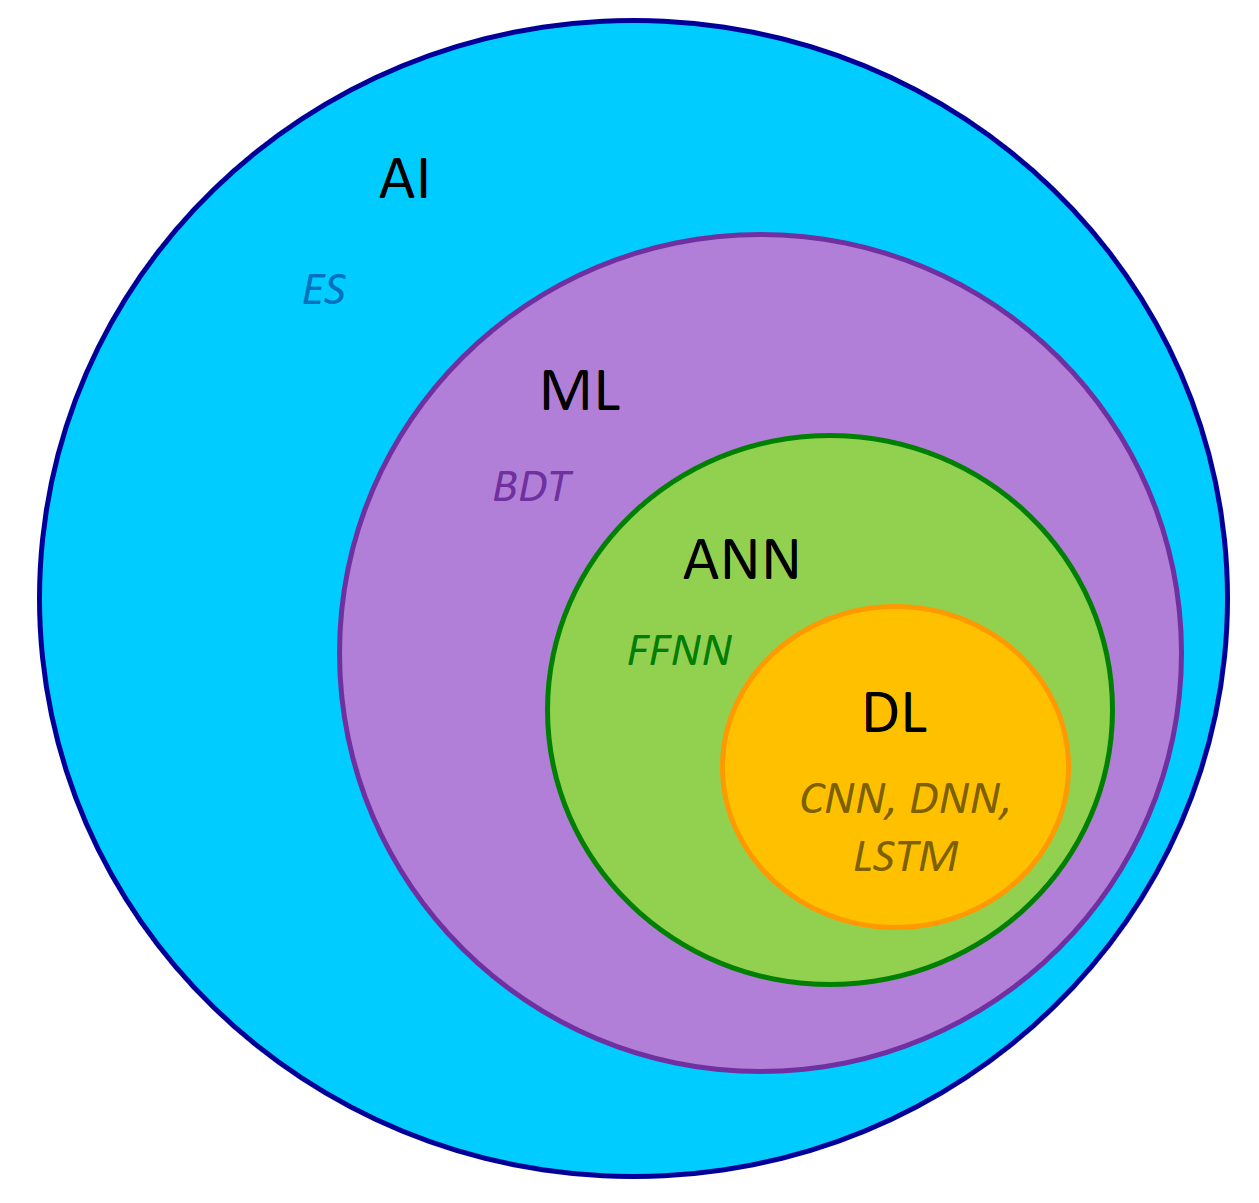 AI
ES
ML
BDT
ANN
FFNN
DL
CNN, DNN,
LSTM